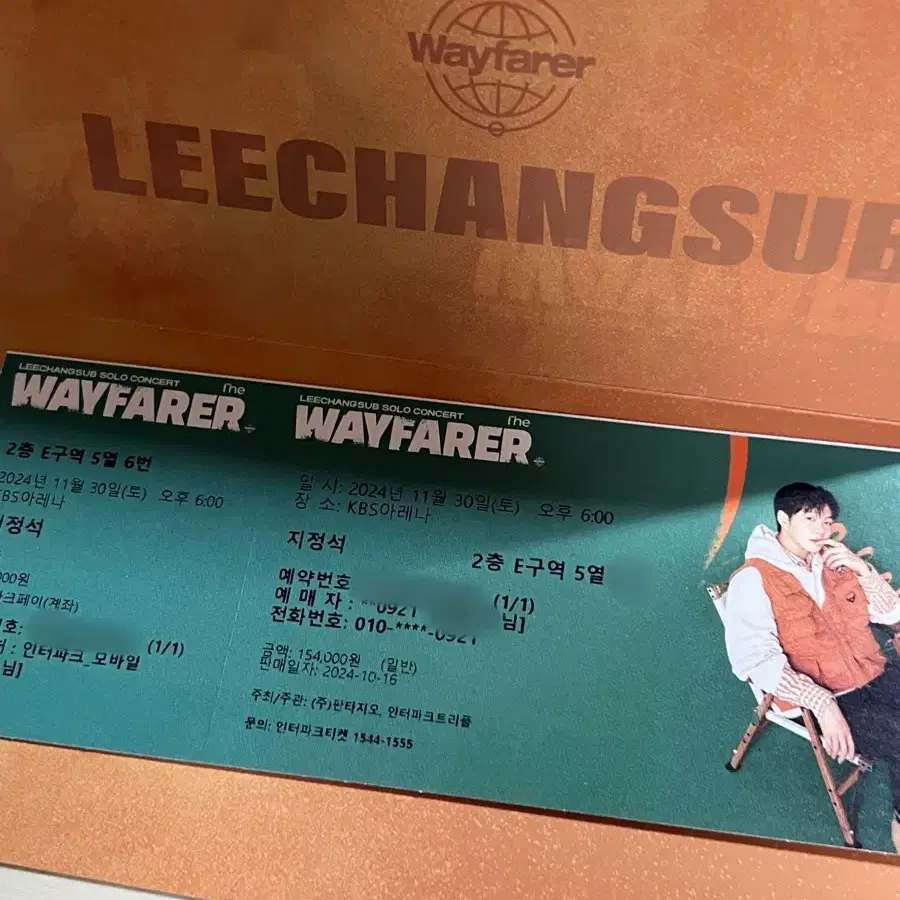 Wayfarer
LEECHANGSUB
LEECHANGSUB SOLO CONCERT
The
WAYFARER
2층 E구역 5열 6번
2024년 11월 30일(토) 오후 6:00
KBS아레나
지정석
000원
크페이(계좌)
호:
(1/1)
: 인터파크_모바일
님]
LEECHANGSUB SOLO CONCERT
The
WAYFARER
일 시: 2024년 11월 30일(토) 오후 6:00
장 소: KBS아레나
지정석
2층 E구역 5열
예약번호
(1/1)
예 매 자 : **0921
님]
전화번호: 010-****-0921
금액: 154,000원 (일반)
판매일자: 2024-10-16
주최/주관: (주)판타지오, 인터파크트리플
문의: 인터파크티켓 1544-1555